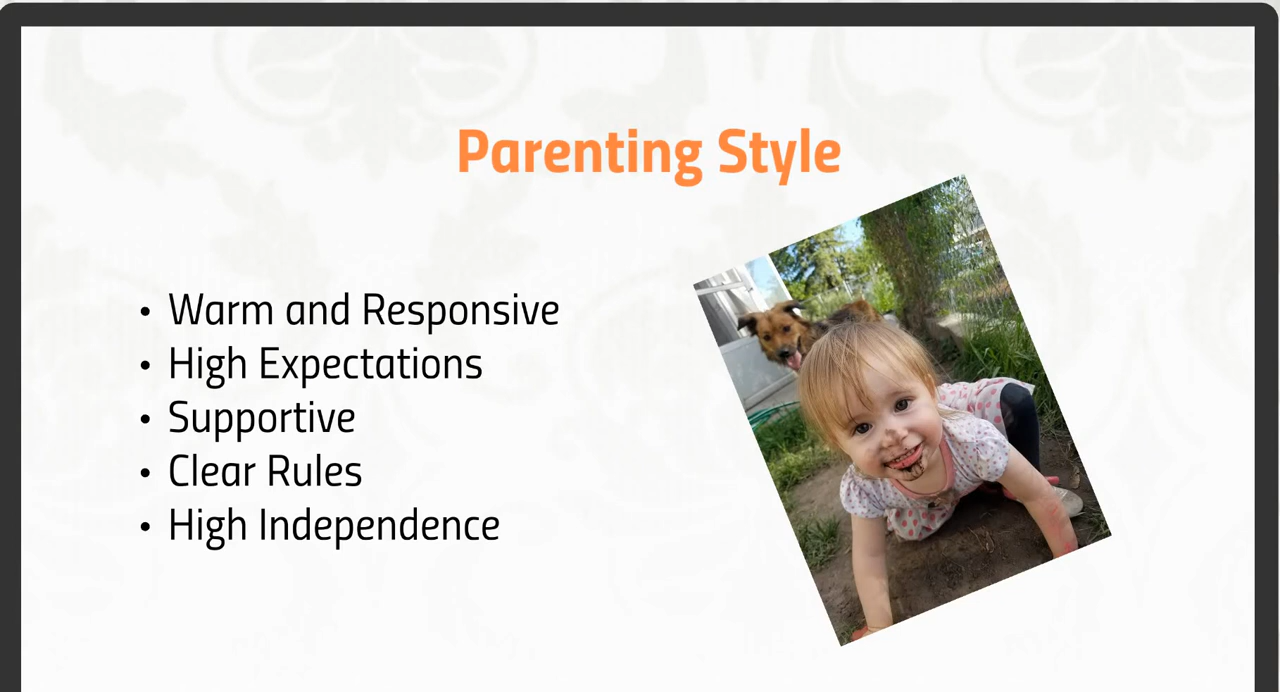 Parenting Style
• Warm and Responsive
• High Expectations
• Supportive
• Clear Rules
• High Independence